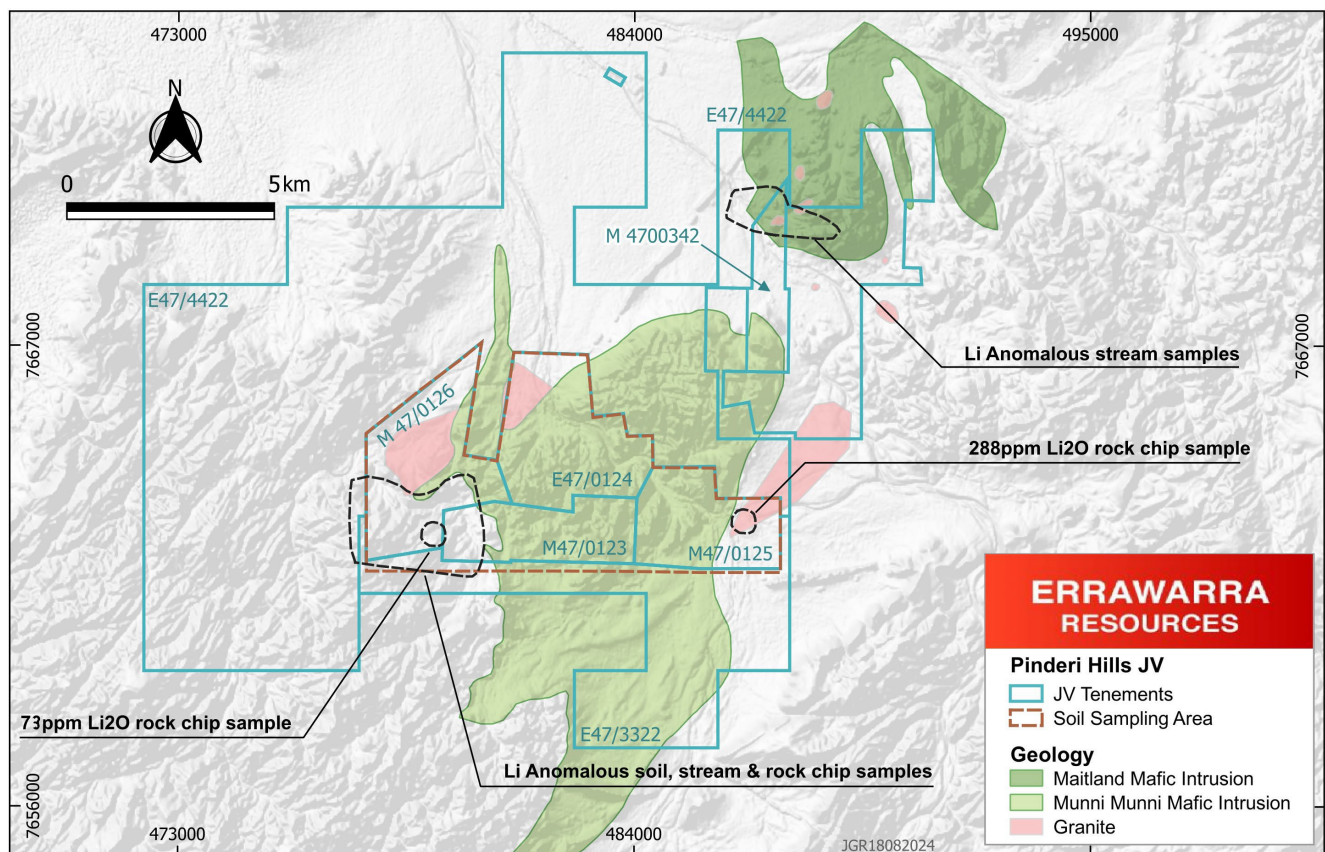 473000
484000
495000
N
0
5km
E47/4422
M 4700342
E47/4422
7667000
7667000
Li Anomalous stream samples
M 47/0126
288ppm Li2O rock chip sample
E47/0124
M47/0123
M47/0125
73ppm Li2O rock chip sample
E47/3322
Li Anomalous soil, stream & rock chip samples
7656000
7656000
473000
484000
JGR18082024
ERRAWARRA
RESOURCES
Pinderi Hills JV
JV Tenements
Soil Sampling Area
Geology
Maitland Mafic Intrusion
Munni Munni Mafic Intrusion
Granite